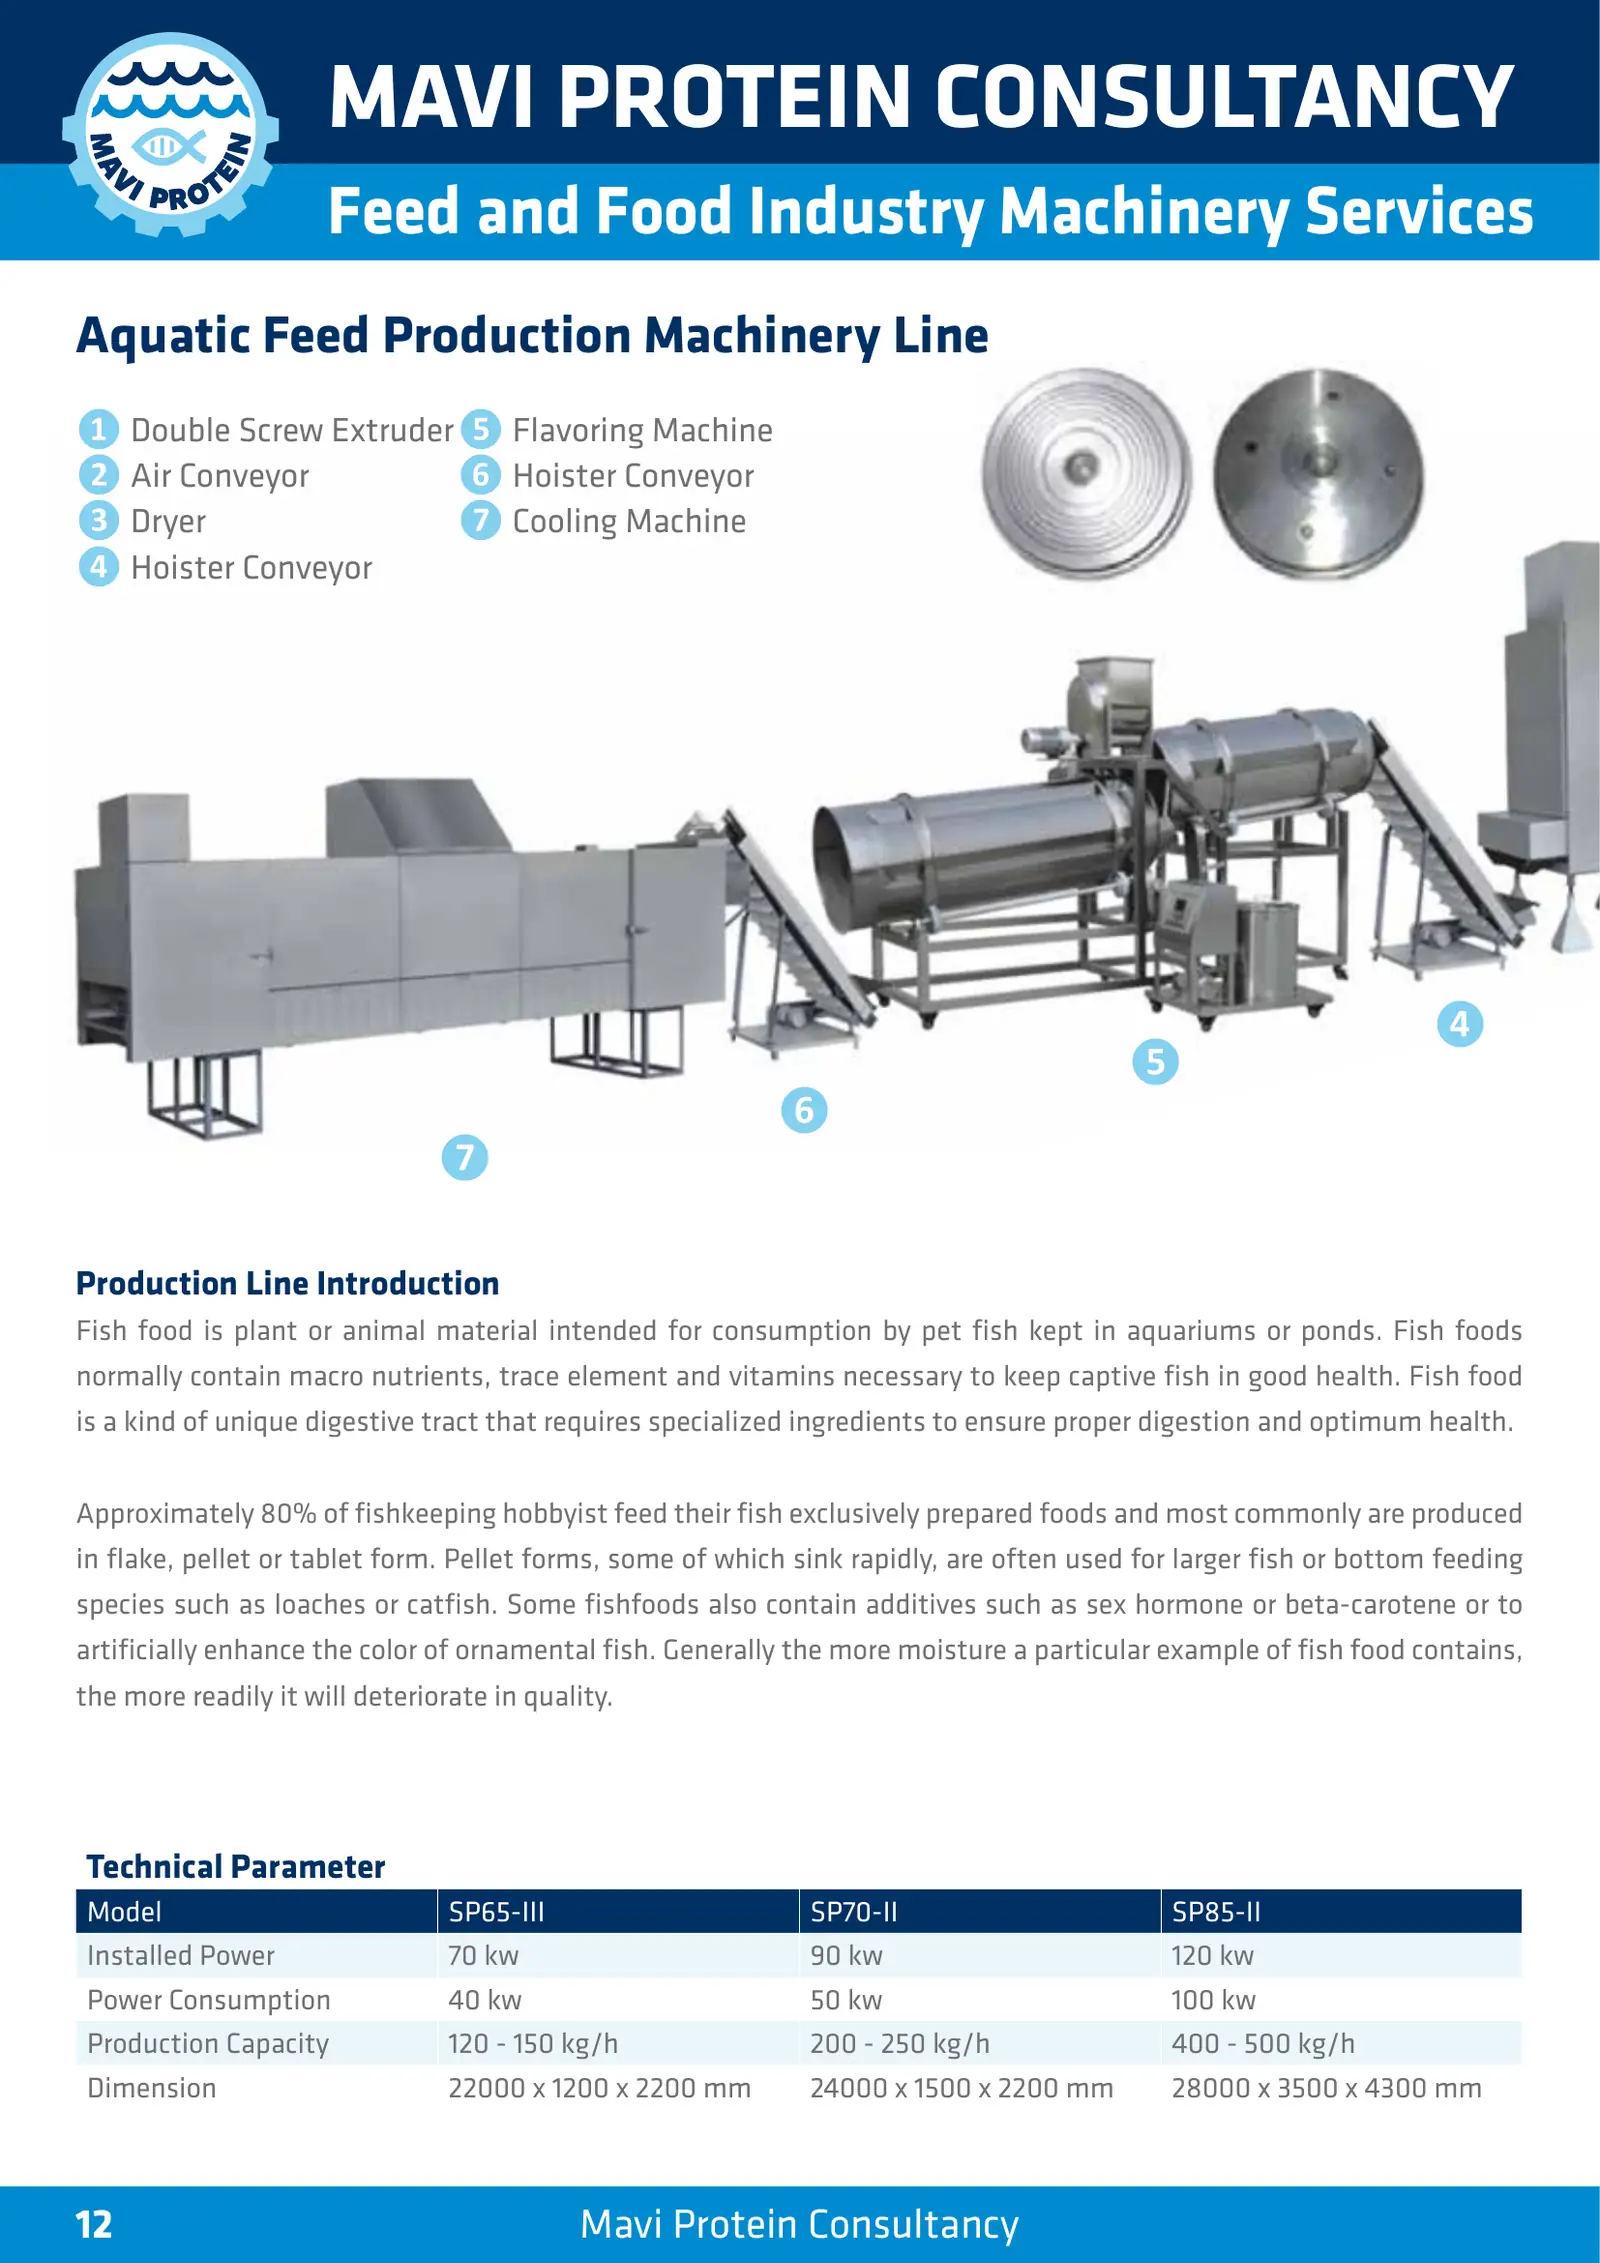 MAVI PROTEIN
MAVI PROTEIN CONSULTANCY
Feed and Food Industry Machinery Services
Aquatic Feed Production Machinery Line
1 Double Screw Extruder
2 Air Conveyor
3 Dryer
4 Hoister Conveyor
5 Flavoring Machine
6 Hoister Conveyor
7 Cooling Machine
4
5
6
7
Production Line Introduction
Fish food is plant or animal material intended for consumption by pet fish kept in aquariums or ponds. Fish foods
normally contain macro nutrients, trace element and vitamins necessary to keep captive fish in good health. Fish food
is a kind of unique digestive tract that requires specialized ingredients to ensure proper digestion and optimum health.
Approximately 80% of fishkeeping hobbyist feed their fish exclusively prepared foods and most commonly are produced
in flake, pellet or tablet form. Pellet forms, some of which sink rapidly, are often used for larger fish or bottom feeding
species such as loaches or catfish. Some fishfoods also contain additives such as sex hormone or beta-carotene or to
artificially enhance the color of ornamental fish. Generally the more moisture a particular example of fish food contains,
the more readily it will deteriorate in quality.
Technical Parameter
Model SP65-III SP70-II SP85-II
Installed Power 70 kw 90 kw 120 kw
Power Consumption 40 kw 50 kw 100 kw
Production Capacity 120 - 150 kg/h 200 - 250 kg/h 400 - 500 kg/h
Dimension 22000 x 1200 x 2200 mm 24000 x 1500 x 2200 mm 28000 x 3500 x 4300 mm
12 Mavi Protein Consultancy